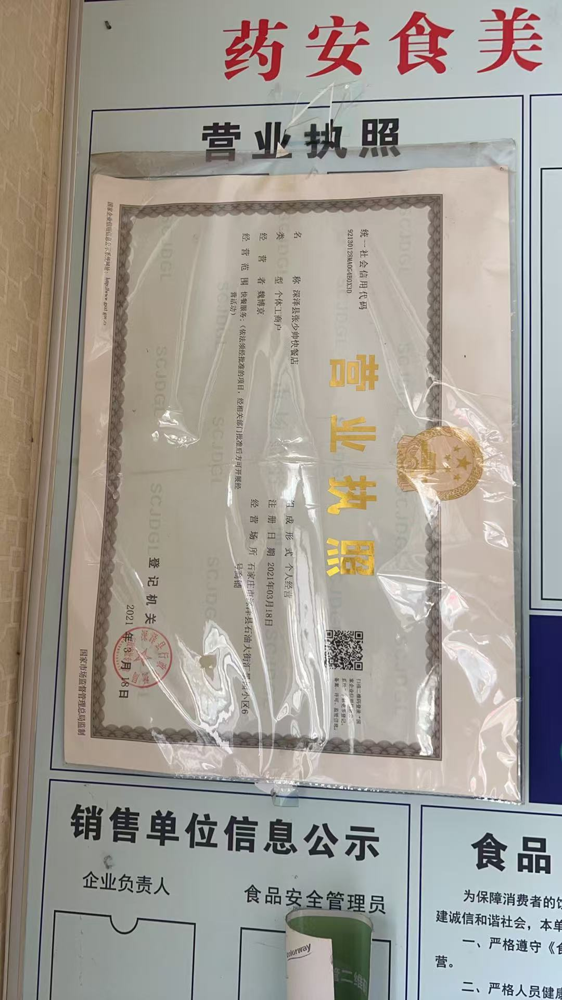 药安食美
营业执照
统一社会信用代码
92130128MA0G4B0X3D
营业执照
扫描二维码登录“国
家企业信用
系统”了解更多登记、
备案、许可、监管信息。
名称 深泽县张少帅快餐店
类型 个体工商户
经营者 魏博京
经营范围 快餐服务;(依法须经批准的项目,经相关部门批准后方可开展经
营活动)
组成形式 个人经营
注册日期 2021年03月18日
经营场所 石家庄市深泽县石油大街汇 小区6
号商铺
登记机关
2021年3月18日
国家企业信用信息公示系统网址: http://www.gsxt.gov.cn
国家市场监督管理总局监制
销售单位信息公示
企业负责人
食品安全管理员
colorway
二维码
食品
为保障消费者的饮
建诚信和谐社会,本单
一、严格遵守《食
营。
二、严格人员健康